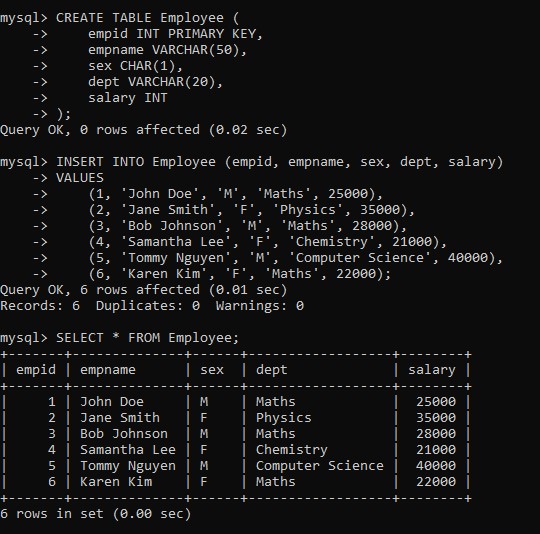 mysql> CREATE TABLE Employee (
    ->     empid INT PRIMARY KEY,
    ->     empname VARCHAR(50),
    ->     sex CHAR(1),
    ->     dept VARCHAR(20),
    ->     salary INT
    -> );
Query OK, 0 rows affected (0.02 sec)

mysql> INSERT INTO Employee (empid, empname, sex, dept, salary)
    -> VALUES
    ->     (1, 'John Doe', 'M', 'Maths', 25000),
    ->     (2, 'Jane Smith', 'F', 'Physics', 35000),
    ->     (3, 'Bob Johnson', 'M', 'Maths', 28000),
    ->     (4, 'Samantha Lee', 'F', 'Chemistry', 21000),
    ->     (5, 'Tommy Nguyen', 'M', 'Computer Science', 40000),
    ->     (6, 'Karen Kim', 'F', 'Maths', 22000);
Query OK, 6 rows affected (0.01 sec)
Records: 6  Duplicates: 0  Warnings: 0

mysql> SELECT * FROM Employee;
+-------+--------------+------+------------------+--------+
| empid | empname      | sex  | dept             | salary |
+-------+--------------+------+------------------+--------+
|     1 | John Doe     | M    | Maths            |  25000 |
|     2 | Jane Smith   | F    | Physics          |  35000 |
|     3 | Bob Johnson  | M    | Maths            |  28000 |
|     4 | Samantha Lee | F    | Chemistry        |  21000 |
|     5 | Tommy Nguyen | M    | Computer Science |  40000 |
|     6 | Karen Kim    | F    | Maths            |  22000 |
+-------+--------------+------+------------------+--------+
6 rows in set (0.00 sec)